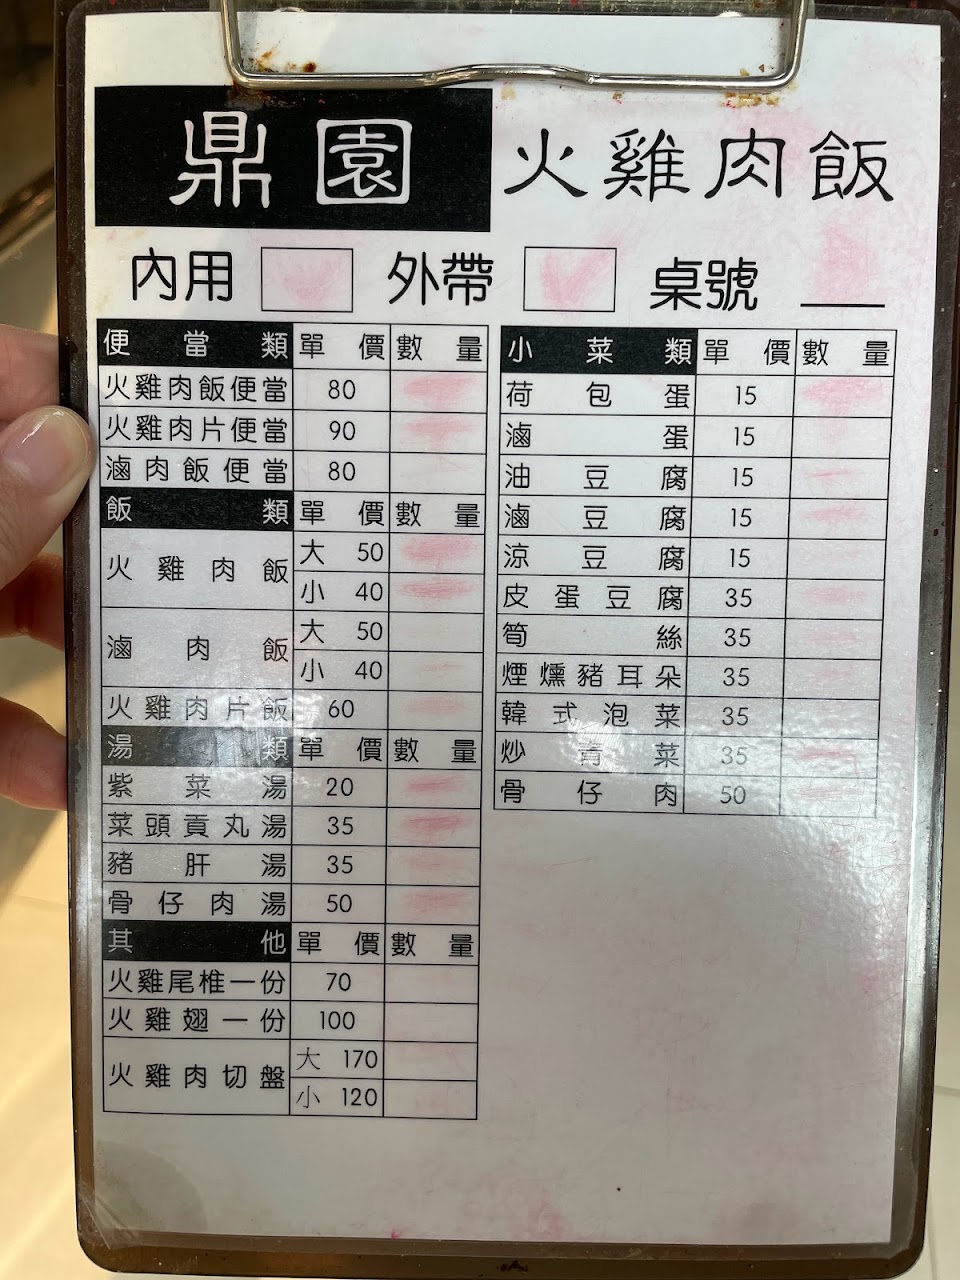 鼎園 火雞肉飯
內用 外帶 桌號
便當類 單價 數量
火雞肉飯便當 80
火雞肉片便當 90
滷肉飯便當 80
飯類 單價 數量
火雞肉飯 大 50
小 40
滷肉飯 大 50
小 40
火雞肉片飯 60
湯類 單價 數量
紫菜湯 20
菜頭貢丸湯 35
豬肝湯 35
骨仔肉湯 50
其他 單價 數量
火雞尾椎一份 70
火雞翅一份 100
火雞肉切盤 大 170
小 120
小菜類 單價 數量
荷包蛋 15
滷蛋 15
油豆腐 15
滷豆腐 15
涼豆腐 15
皮蛋豆腐 35
筍絲 35
煙燻豬耳朵 35
韓式泡菜 35
炒青菜 35
骨仔肉 50